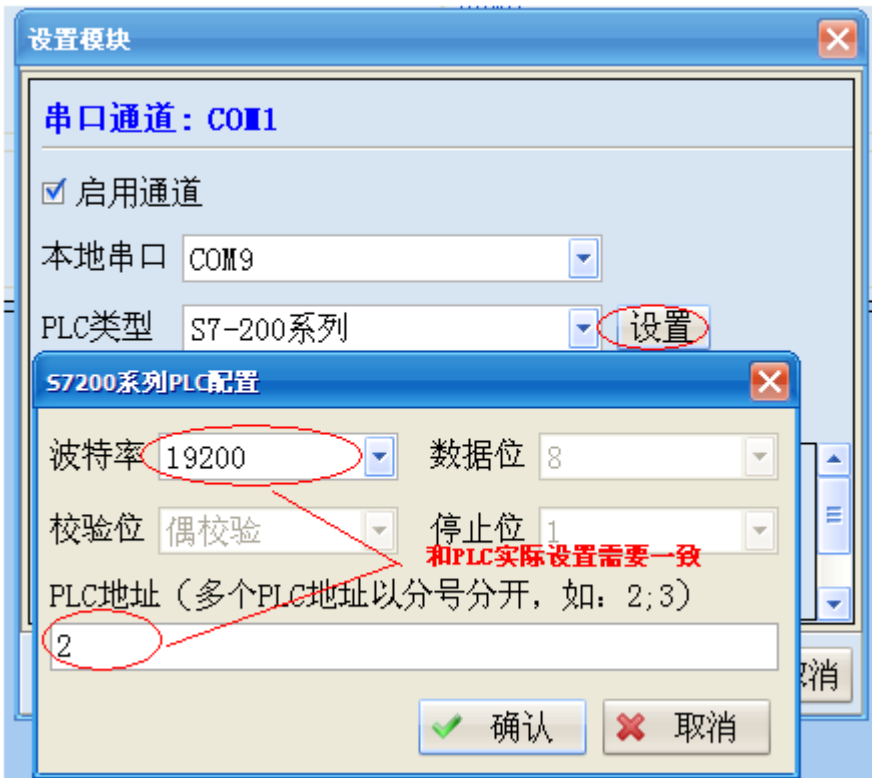 设置模块
串口通道: COM1
启用通道
本地串口 COM9
PLC类型 S7-200系列 设置
S7200系列PLC配置
波特率 19200 数据位 8
校验位 偶校验 停止位 1
和PLC实际设置需要一致
PLC地址（多个PLC地址以分号分开，如：2;3）
2
确认 取消
取消